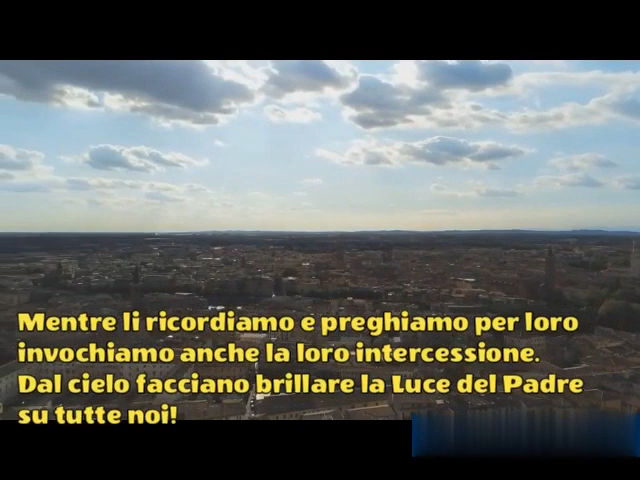 Mentre li ricordiamo e preghiamo per loro
invochiamo anche la loro intercessione.
Dal cielo facciano brillare la Luce del Padre
su tutte noi!